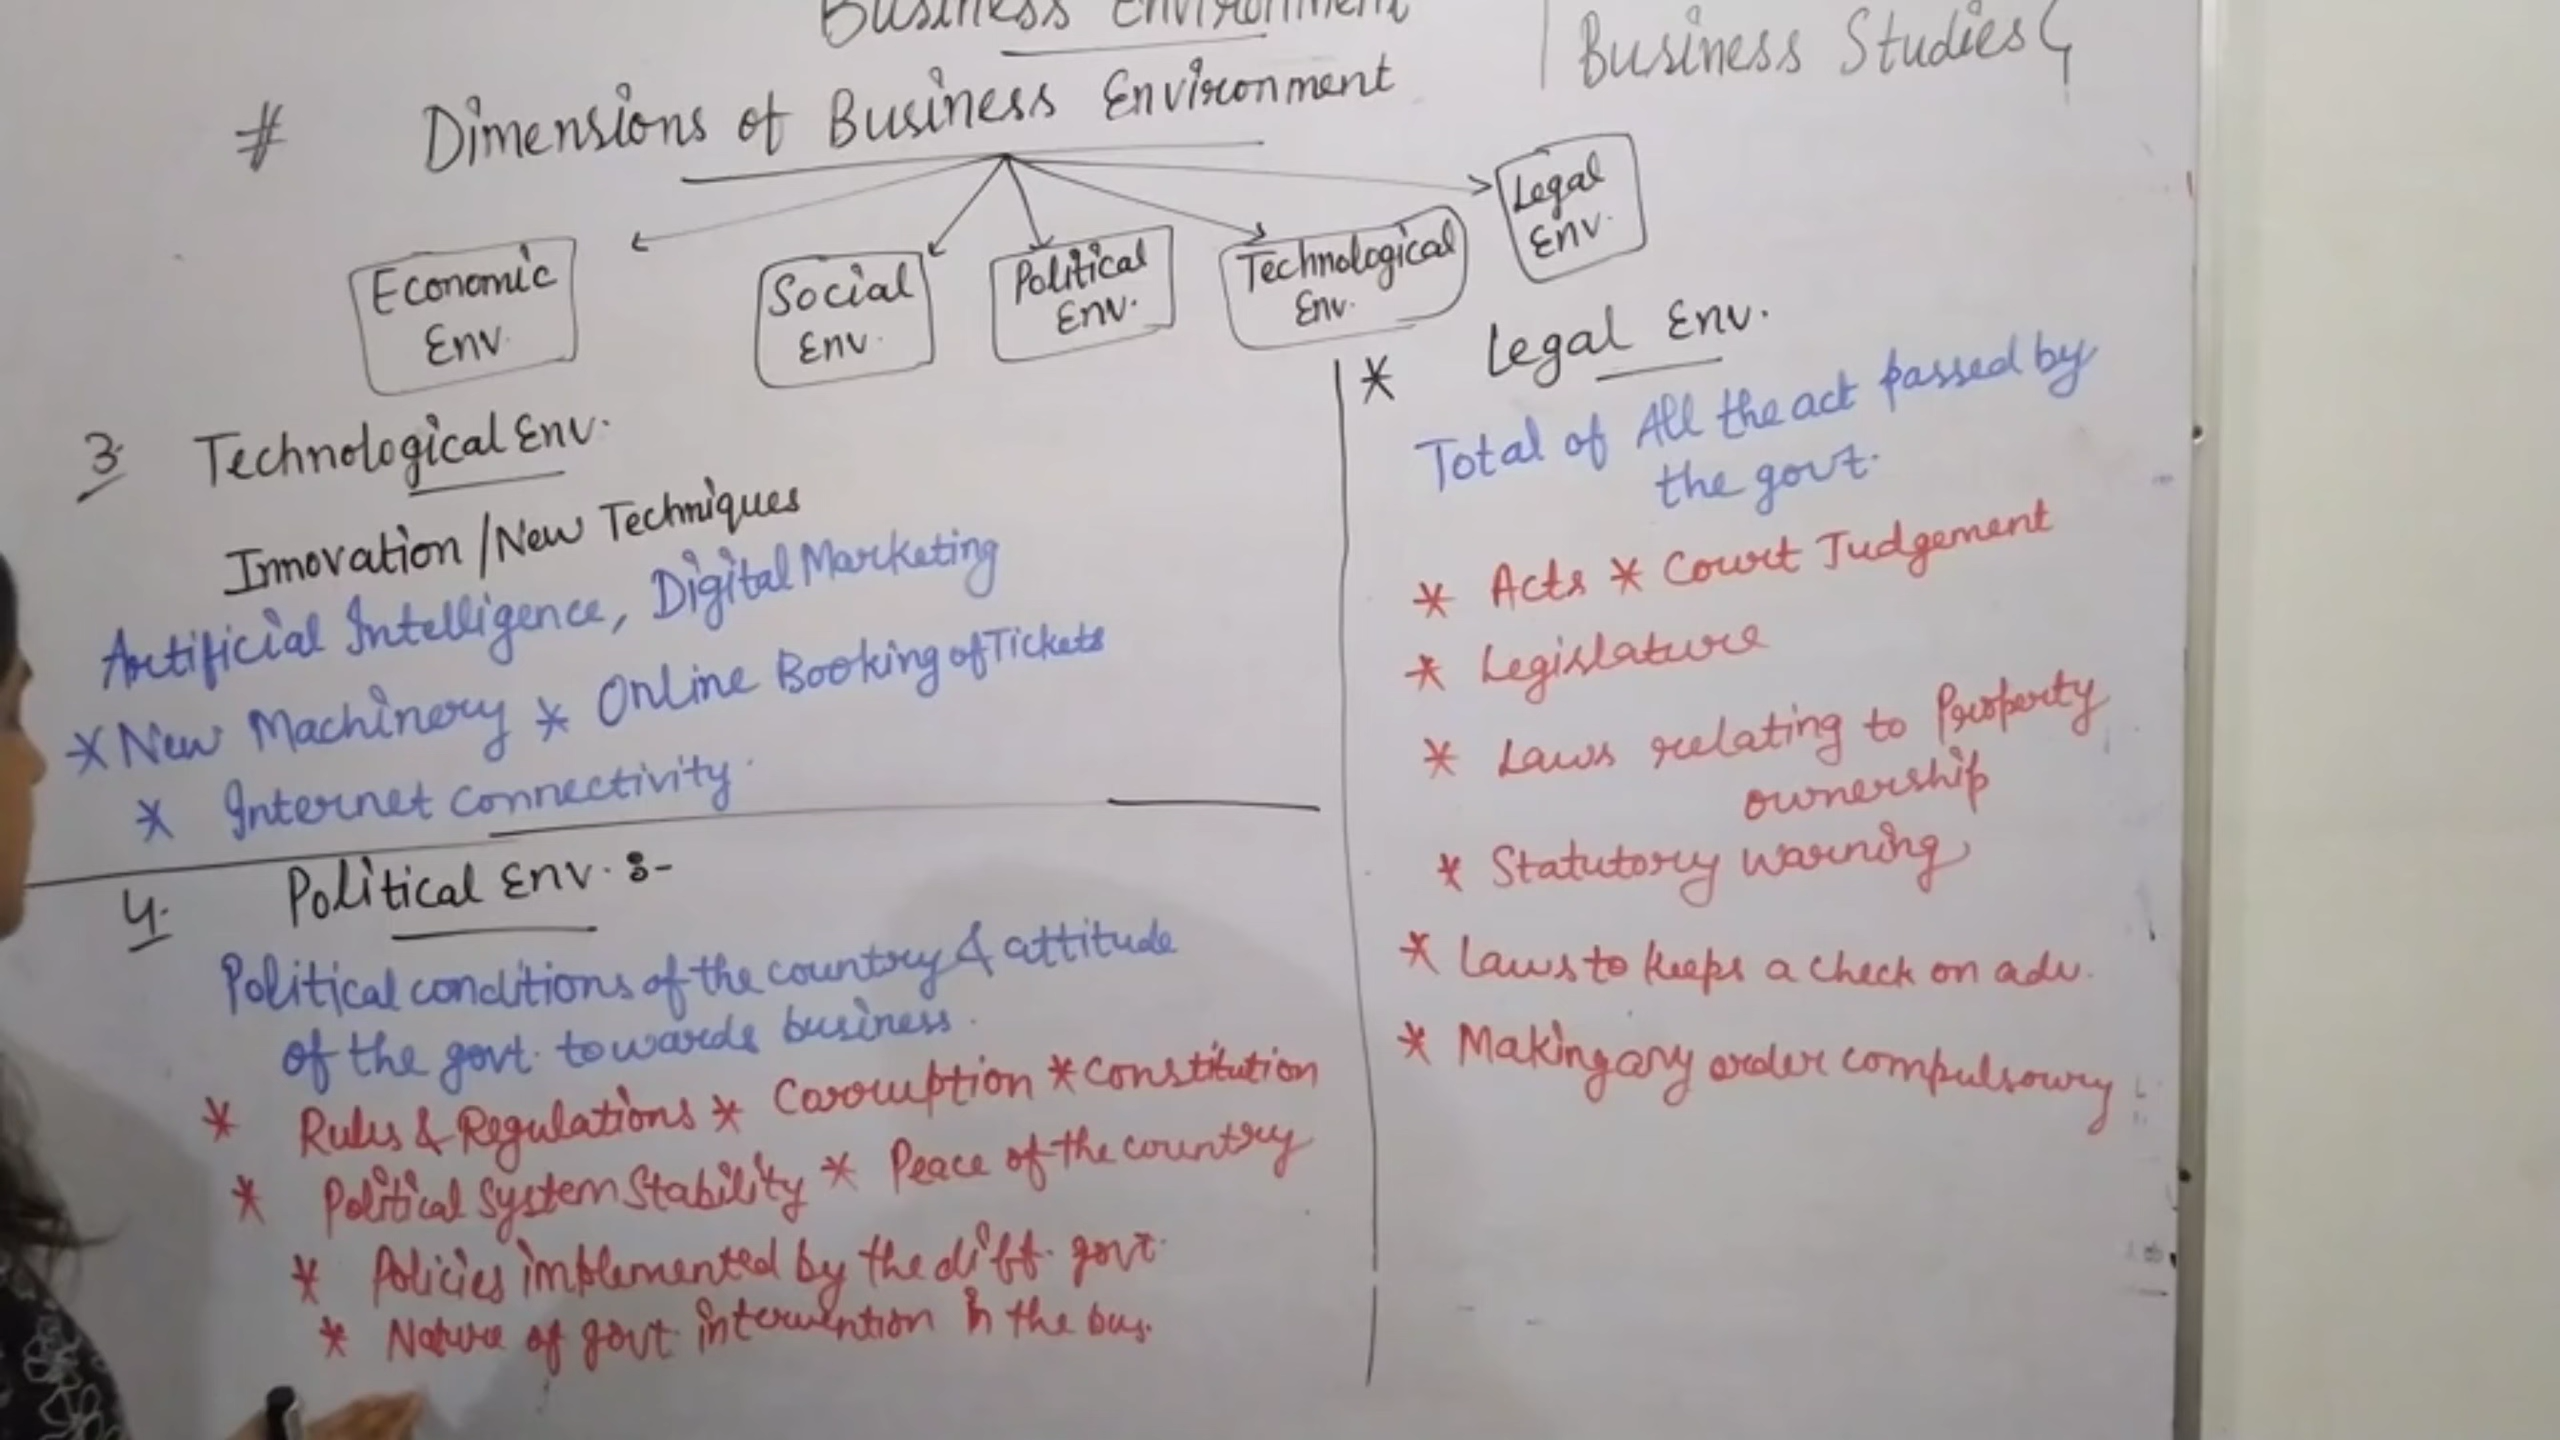 Business Environment
Business Studies
# Dimensions of Business Environment
Economic
Env.
Social
Env.
Political
Env.
Technological
Env.
Legal
Env.
3. Technological Env.
Innovation / New Techniques
Artificial Intelligence, Digital Marketing
* New Machinery * Online Booking of Tickets
* Internet connectivity.
4. Political Env. :-
Political conditions of the country & attitude
of the govt. towards business.
* Rules & Regulations * Corruption * Constitution
* Political System Stability * Peace of the country
* Policies implemented by the diff. govt.
* Nature of govt. intervention in the bus.
* Legal Env.
Total of All the act passed by
the govt.
* Acts * Court Judgement
* Legislature
* Laws relating to Property
ownership
* Statutory Warning
* Laws to keeps a check on adv.
* Making any order compulsory